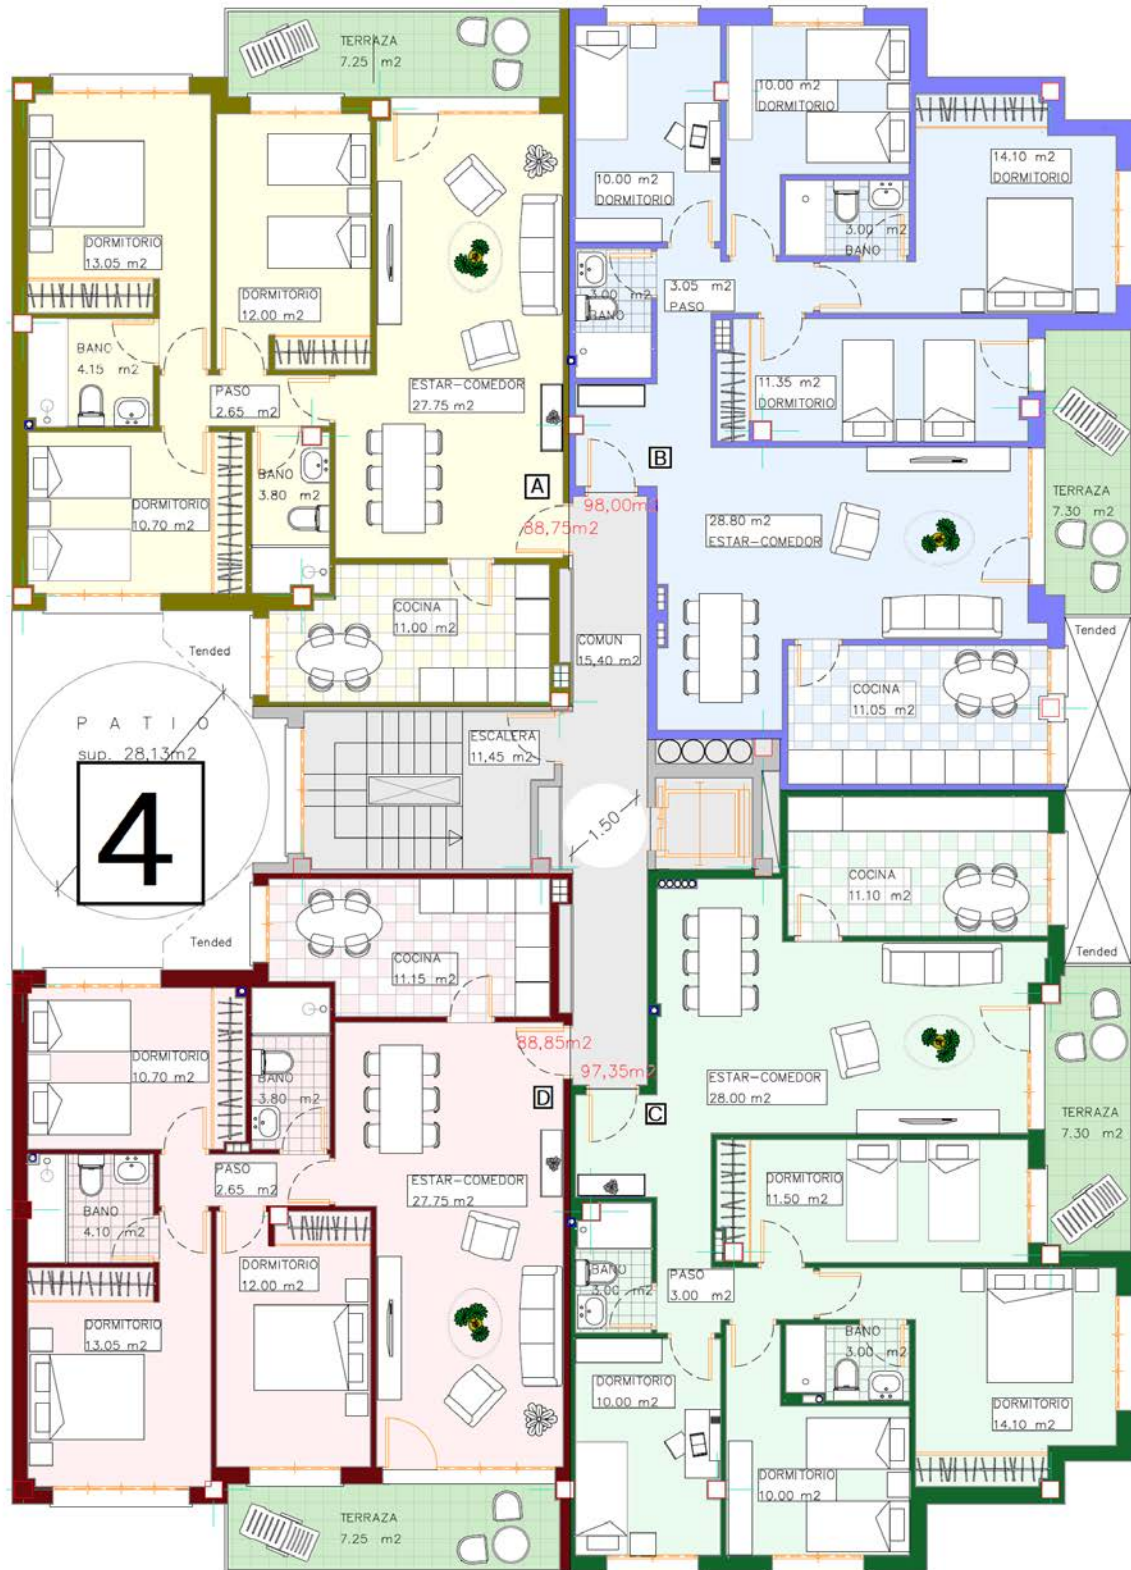 TERRAZA
7.25 m2
10.00 m2
DORMITORIO
14.10 m2
DORMITORIO
10.00 m2
DORMITORIO
3.00 m2
BANO
DORMITORIO
13.05 m2
DORMITORIO
12.00 m2
3.00 m2
BANO
3.05 m2
PASO
BANO
4.15 m2
PASO
2.65 m2
ESTAR-COMEDOR
27.75 m2
11.35 m2
DORMITORIO
BANO
3.80 m2
DORMITORIO
10.70 m2
A
B
98,00m2
88,75m2
28.80 m2
ESTAR-COMEDOR
TERRAZA
7.30 m2
COCINA
11,00 m2
COMUN
15,40 m2
Tended
Tended
COCINA
11.05 m2
PATIO
sup. 28,13m2
ESCALERA
11,45 m2
4
1.50
COCINA
11.10 m2
Tended
Tended
COCINA
11.15 m2
88,85m2
97,35m2
D
C
DORMITORIO
10.70 m2
BANO
3.80 m2
ESTAR-COMEDOR
28.00 m2
TERRAZA
7.30 m2
PASO
2.65 m2
ESTAR-COMEDOR
27.75 m2
DORMITORIO
11.50 m2
BANO
4.10 m2
DORMITORIO
12.00 m2
BANO
3.00 m2
PASO
3.00 m2
DORMITORIO
13.05 m2
BANO
3.00 m2
DORMITORIO
10.00 m2
DORMITORIO
14.10 m2
DORMITORIO
10.00 m2
TERRAZA
7.25 m2